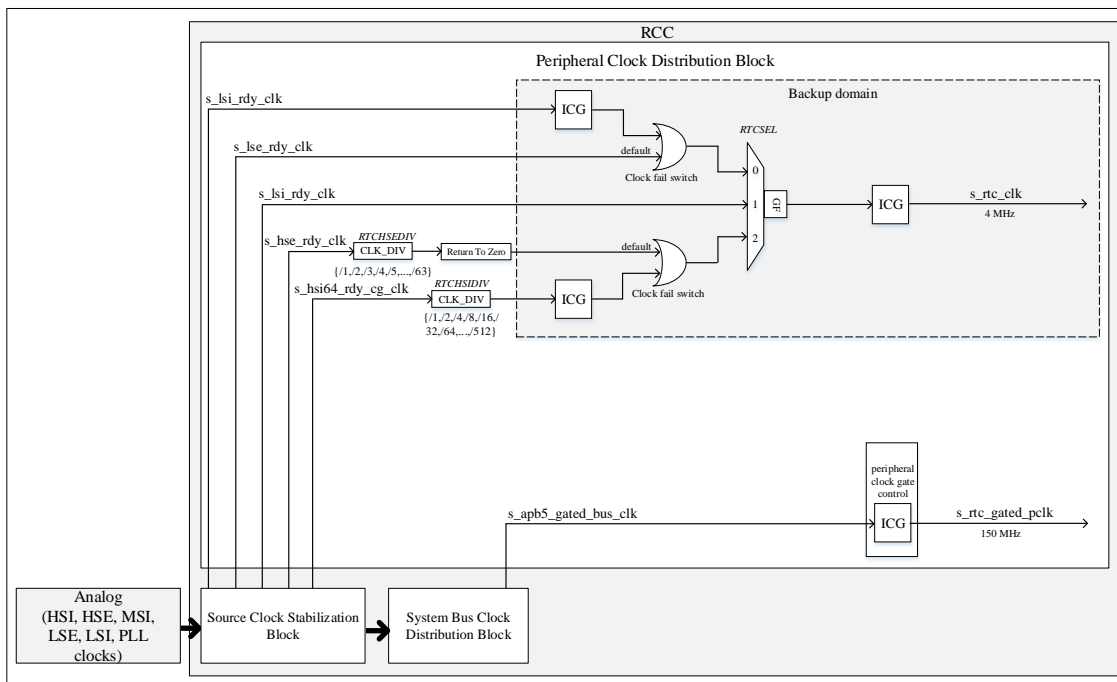 RCC
Peripheral Clock Distribution Block
Backup domain
s_lsi_rdy_clk
ICG
RTCSEL
s_lse_rdy_clk
default
0
Clock fail switch
s_lsi_rdy_clk
1
GF
ICG
s_rtc_clk
4 MHz
s_hse_rdy_clk
RTCHSEDIV
CLK_DIV
Return To Zero
default
2
{/1,/2,/3,/4,/5,...,/63}
s_hsi64_rdy_cg_clk
RTCHSIDIV
CLK_DIV
ICG
Clock fail switch
{/1,/2,/4,/8,/16,/
32,/64,...,/512}
peripheral
clock gate
control
s_apb5_gated_bus_clk
ICG
s_rtc_gated_pclk
150 MHz
Analog
(HSI, HSE, MSI,
LSE, LSI, PLL
clocks)
Source Clock Stabilization
Block
System Bus Clock
Distribution Block